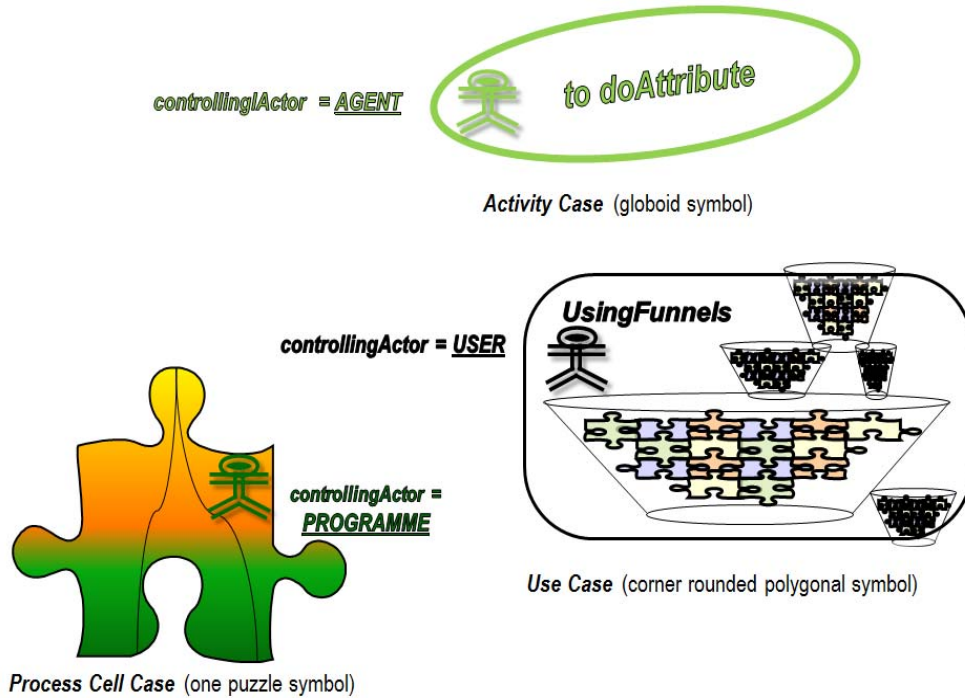 to doAttribute
controllinglActor = AGENT
Activity Case (globoid symbol)
UsingFunnels
controllingActor = USER
controllingActor =
PROGRAMME
Use Case (corner rounded polygonal symbol)
Process Cell Case (one puzzle symbol)